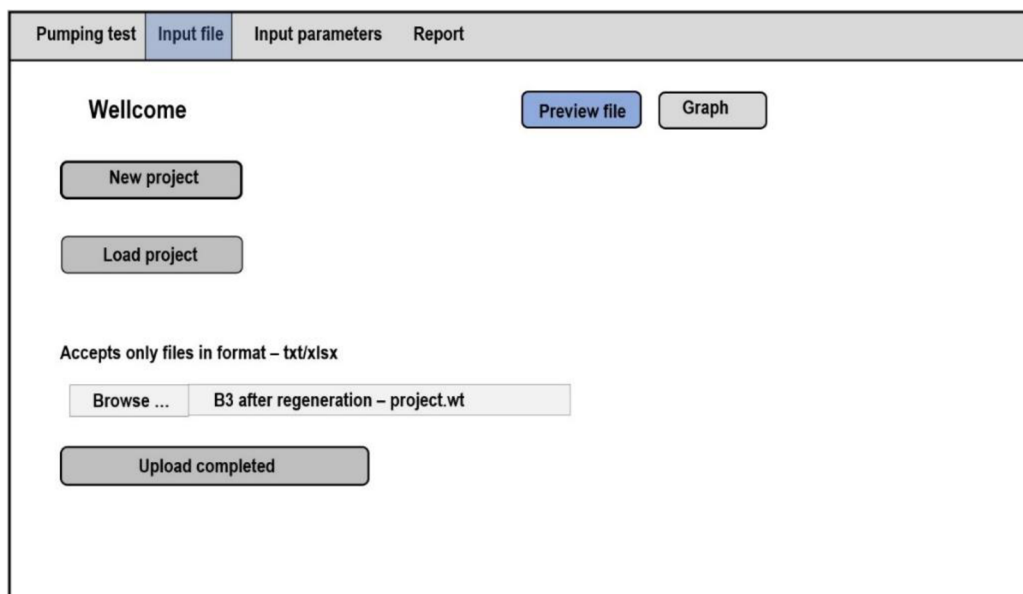 Pumping test Input file Input parameters Report
Wellcome
Preview file Graph
New project
Load project
Accepts only files in format – txt/xlsx
Browse ... B3 after regeneration – project.wt
Upload completed